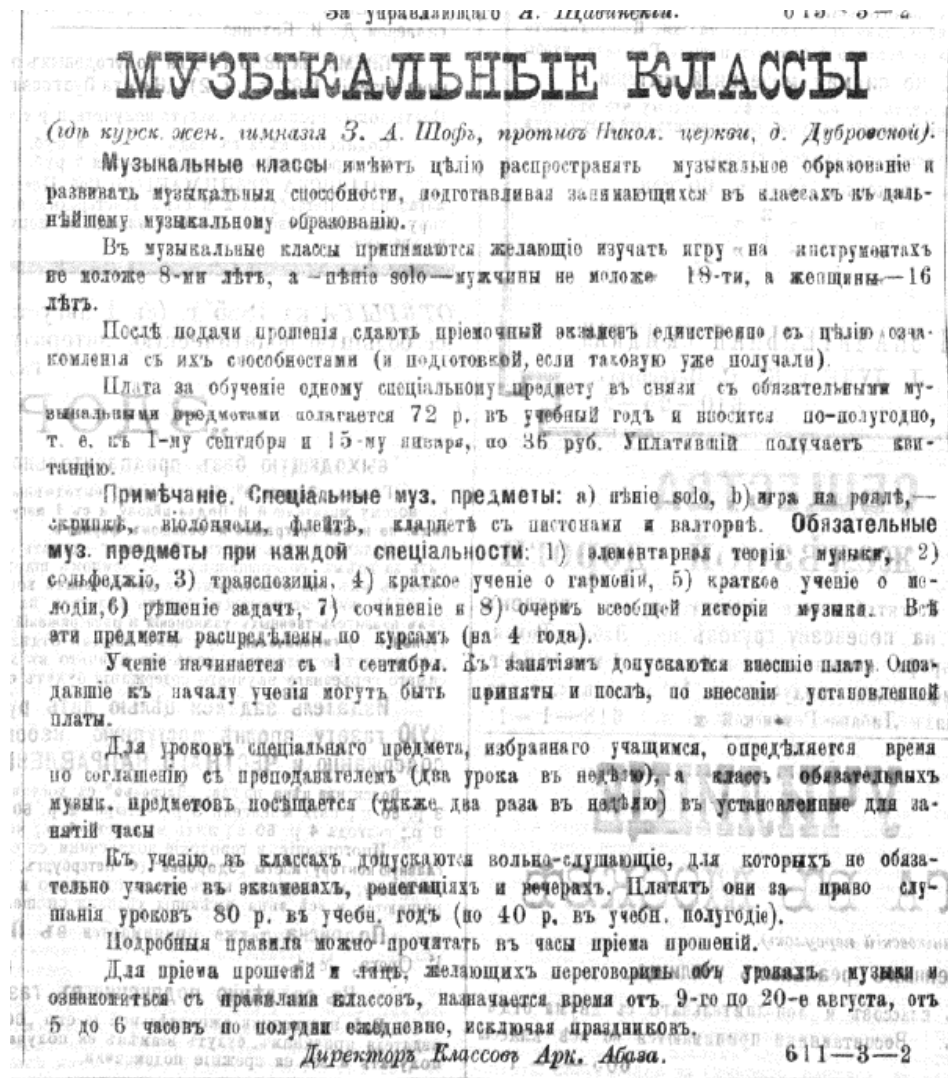 За управляющаго А. Щавинскій. 613—3—2
МУЗЫКАЛЬНЫЕ КЛАССЫ
(гдѣ курск. жен. гимназія З. А. Шофъ, противъ Никол. церкви, д. Дубровской).
Музыкальные классы имѣютъ цѣлію распространять музыкальное образованіе и
развивать музыкальныя способности, подготавливая занимающихся въ классахъ къ даль-
нѣйшему музыкальному образованію.
Въ музыкальные классы принимаются желающіе изучать игру на инструментахъ
не моложе 8-ми лѣтъ, а —пѣніе solo—мужчины не моложе 18-ти, а женщины—16
лѣтъ.
Послѣ подачи прошенія сдаютъ пріемочный экзаменъ единственно съ цѣлію озна-
комленія съ ихъ способностями (и подготовкой, если таковую уже получали).
Плата за обученіе одному спеціальному предмету въ связи съ обязательными му-
зыкальными предметами полагается 72 р. въ учебный годъ и вносится по-полугодно,
т. е. къ 1-му сентября и 15-му января, по 36 руб. Уплатившій получаетъ кви-
танцію.
Примѣчаніе. Спеціальные муз. предметы: a) пѣніе solo, b) игра на роялѣ,—
скрипкѣ, віолончели, флейтѣ, кларнетѣ съ пистонами и валторнѣ. Обязательные
муз. предметы при каждой спеціальности: 1) элементарная теорія музыки, 2)
сольфеджіо, 3) транспозиція, 4) краткое ученіе о гармоніи, 5) краткое ученіе о ме-
лодіи, 6) рѣшеніе задачъ, 7) сочиненіе и 8) очеркъ всеобщей исторіи музыки. Всѣ
эти предметы распредѣлены по курсамъ (на 4 года).
Ученіе начинается съ 1 сентября. Къ занятіямъ допускаются внесшіе плату. Опоз-
давшіе къ началу ученія могутъ быть приняты и послѣ, по внесеніи установленной
платы.
Для уроковъ спеціальнаго предмета, избраннаго учащимся, опредѣляется время
по соглашенію съ преподавателемъ (два урока въ недѣлю), а классъ обязательныхъ
музык. предметовъ посѣщается (также два раза въ недѣлю) въ установленные для за-
нятій часы
Къ ученію въ классахъ допускаются вольно-слушающіе, для которыхъ не обяза-
тельно участіе въ экзаменахъ, репетиціяхъ и вечерахъ. Платятъ они за право слу-
шанія уроковъ 80 р. въ учебн. годъ (по 40 р. въ учебн. полугодіе).
Подробныя правила можно прочитать въ часы пріема прошеній.
Для пріема прошеній и лицъ, желающихъ переговорить объ урокахъ музыки и
ознакомиться съ правилами классовъ, назначается время отъ 9-го по 20-е августа, отъ
5 до 6 часовъ по полудни ежедневно, исключая праздниковъ.
Директоръ Классовъ Арк. Абаза. 611—3—2